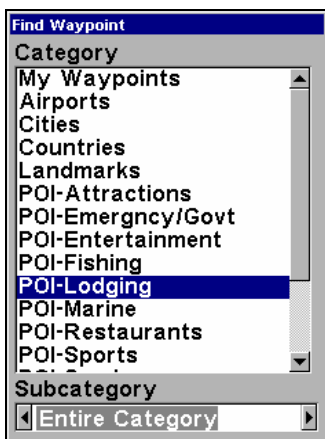 Find Waypoint
Category
My Waypoints
Airports
Cities
Countries
Landmarks
POI-Attractions
POI-Emergncy/Govt
POI-Entertainment
POI-Fishing
POI-Lodging
POI-Marine
POI-Restaurants
POI-Sports
Subcategory
Entire Category